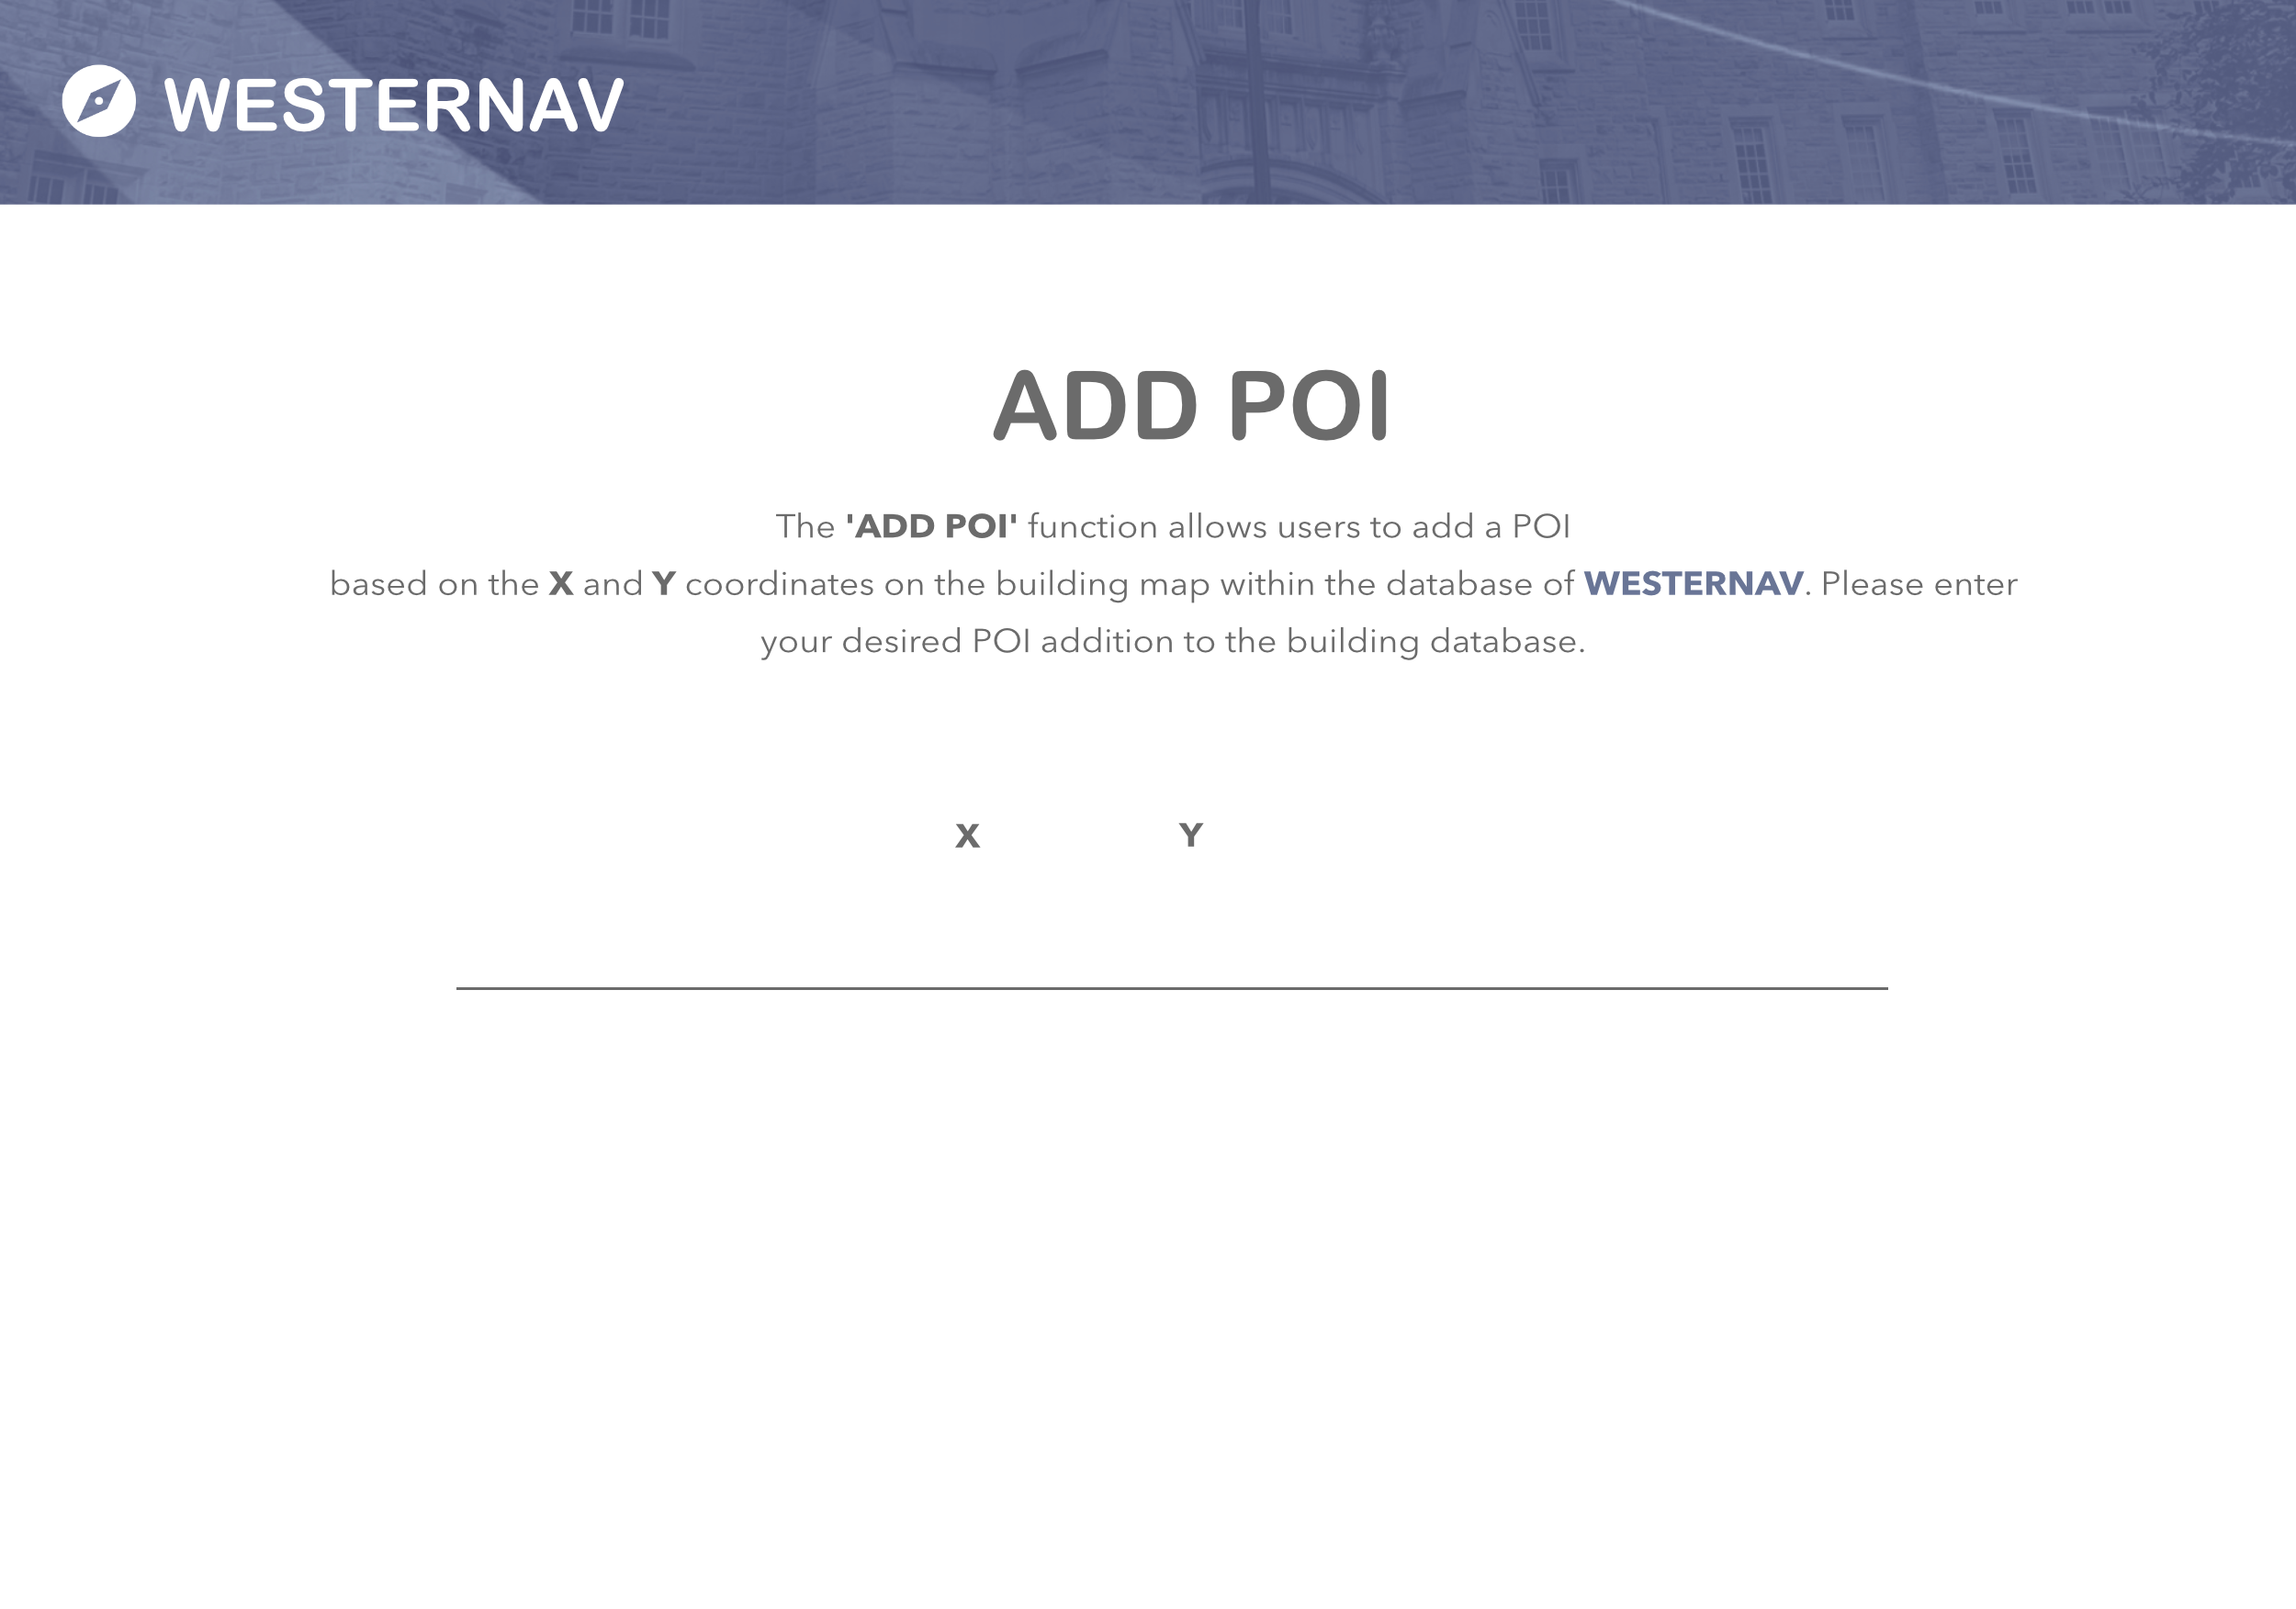 WESTERNAV
ADD POI
The 'ADD POI' function allows users to add a POI
based on the X and Y coordinates on the building map within the database of WESTERNAV. Please enter
your desired POI addition to the building database.
X Y